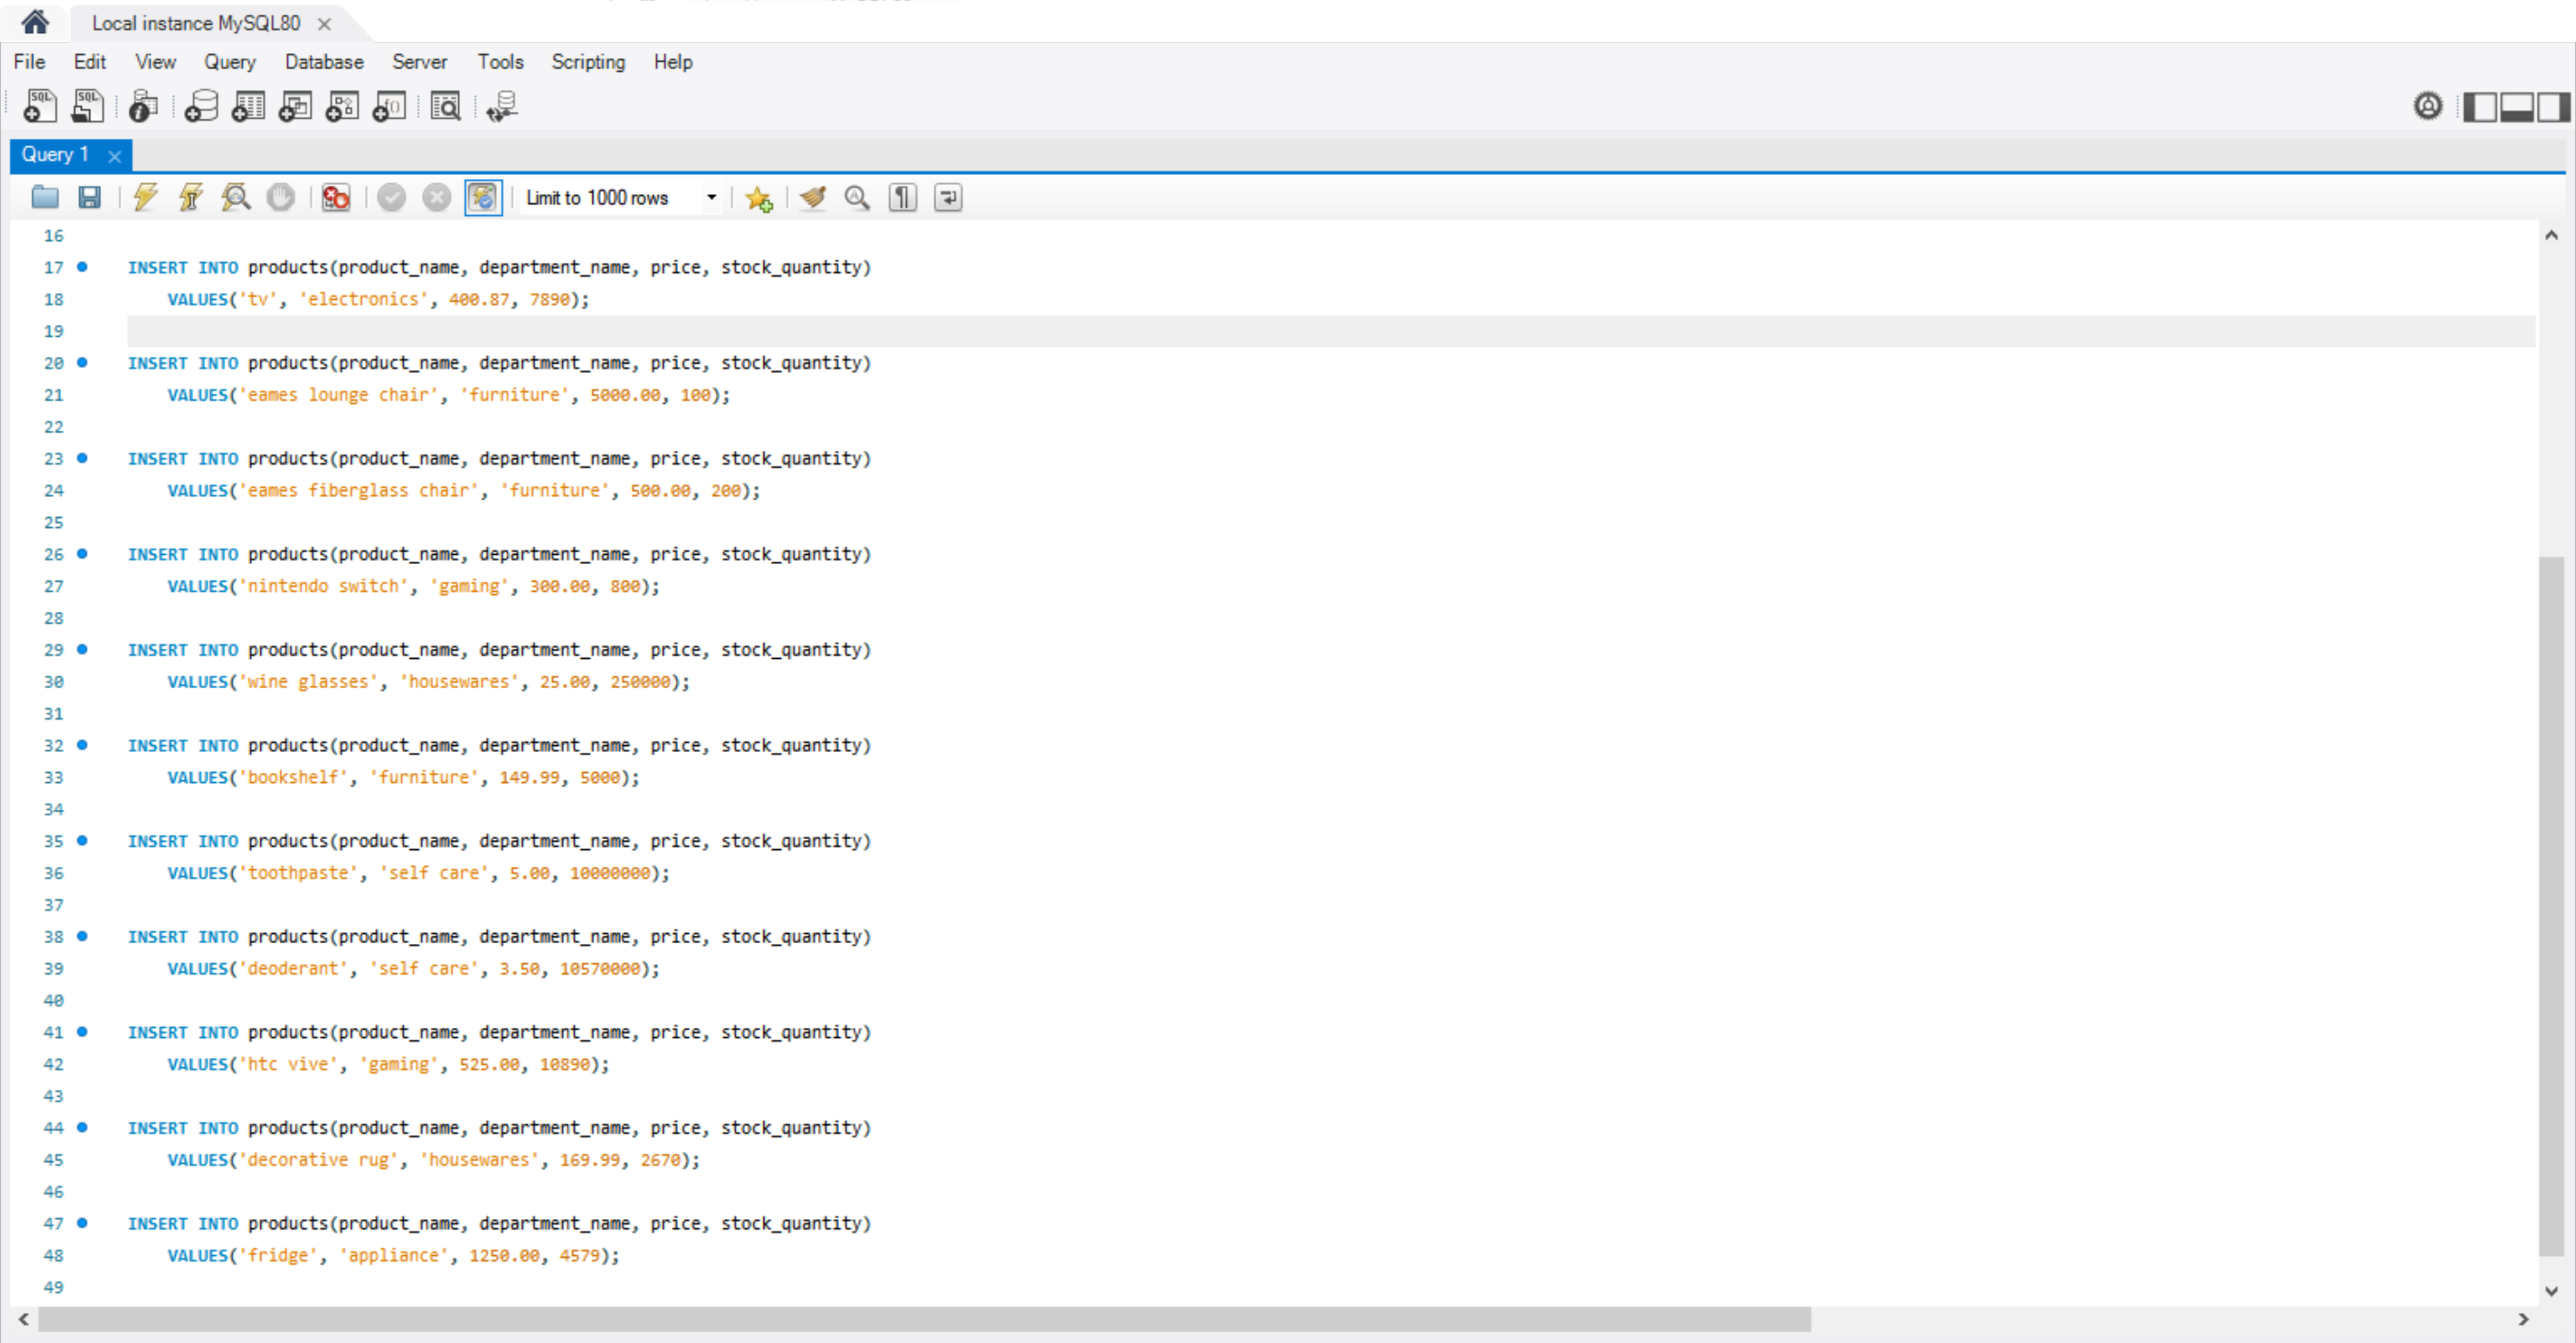 Local instance MySQL80
File Edit View Query Database Server Tools Scripting Help
Query 1
Limit to 1000 rows
16
17 INSERT INTO products(product_name, department_name, price, stock_quantity)
18 VALUES('tv', 'electronics', 400.87, 7890);
19
20 INSERT INTO products(product_name, department_name, price, stock_quantity)
21 VALUES('eames lounge chair', 'furniture', 5000.00, 100);
22
23 INSERT INTO products(product_name, department_name, price, stock_quantity)
24 VALUES('eames fiberglass chair', 'furniture', 500.00, 200);
25
26 INSERT INTO products(product_name, department_name, price, stock_quantity)
27 VALUES('nintendo switch', 'gaming', 300.00, 800);
28
29 INSERT INTO products(product_name, department_name, price, stock_quantity)
30 VALUES('wine glasses', 'housewares', 25.00, 250000);
31
32 INSERT INTO products(product_name, department_name, price, stock_quantity)
33 VALUES('bookshelf', 'furniture', 149.99, 5000);
34
35 INSERT INTO products(product_name, department_name, price, stock_quantity)
36 VALUES('toothpaste', 'self care', 5.00, 10000000);
37
38 INSERT INTO products(product_name, department_name, price, stock_quantity)
39 VALUES('deoderant', 'self care', 3.50, 10570000);
40
41 INSERT INTO products(product_name, department_name, price, stock_quantity)
42 VALUES('htc vive', 'gaming', 525.00, 10890);
43
44 INSERT INTO products(product_name, department_name, price, stock_quantity)
45 VALUES('decorative rug', 'housewares', 169.99, 2670);
46
47 INSERT INTO products(product_name, department_name, price, stock_quantity)
48 VALUES('fridge', 'appliance', 1250.00, 4579);
49